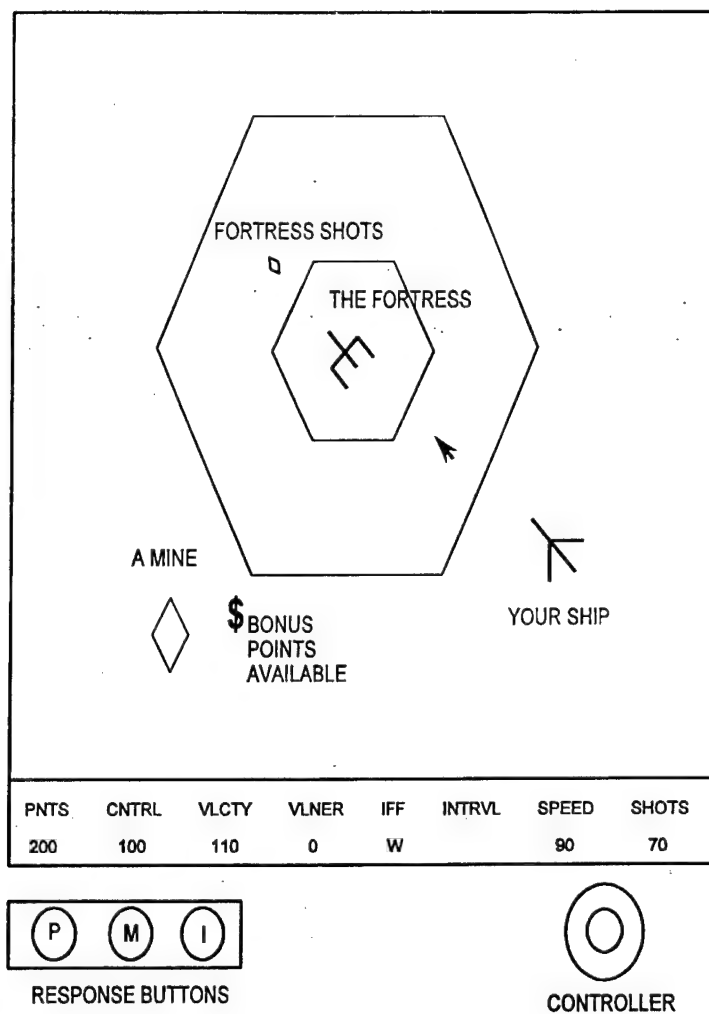 FORTRESS SHOTS
THE FORTRESS
A MINE
$ BONUS
POINTS
AVAILABLE
YOUR SHIP
PNTS CNTRL VLCTY VLNER IFF INTRVL SPEED SHOTS
200 100 110 0 W 90 70
P M I
RESPONSE BUTTONS
CONTROLLER